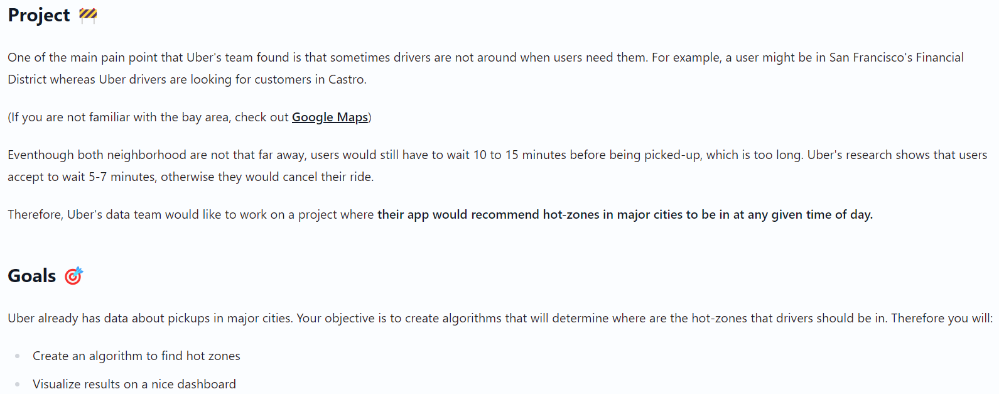 Project 🚧
One of the main pain point that Uber's team found is that sometimes drivers are not around when users need them. For example, a user might be in San Francisco's Financial
District whereas Uber drivers are looking for customers in Castro.
(If you are not familiar with the bay area, check out Google Maps)
Eventhough both neighborhood are not that far away, users would still have to wait 10 to 15 minutes before being picked-up, which is too long. Uber's research shows that users
accept to wait 5-7 minutes, otherwise they would cancel their ride.
Therefore, Uber's data team would like to work on a project where their app would recommend hot-zones in major cities to be in at any given time of day.
Goals 🎯
Uber already has data about pickups in major cities. Your objective is to create algorithms that will determine where are the hot-zones that drivers should be in. Therefore you will:
• Create an algorithm to find hot zones
• Visualize results on a nice dashboard